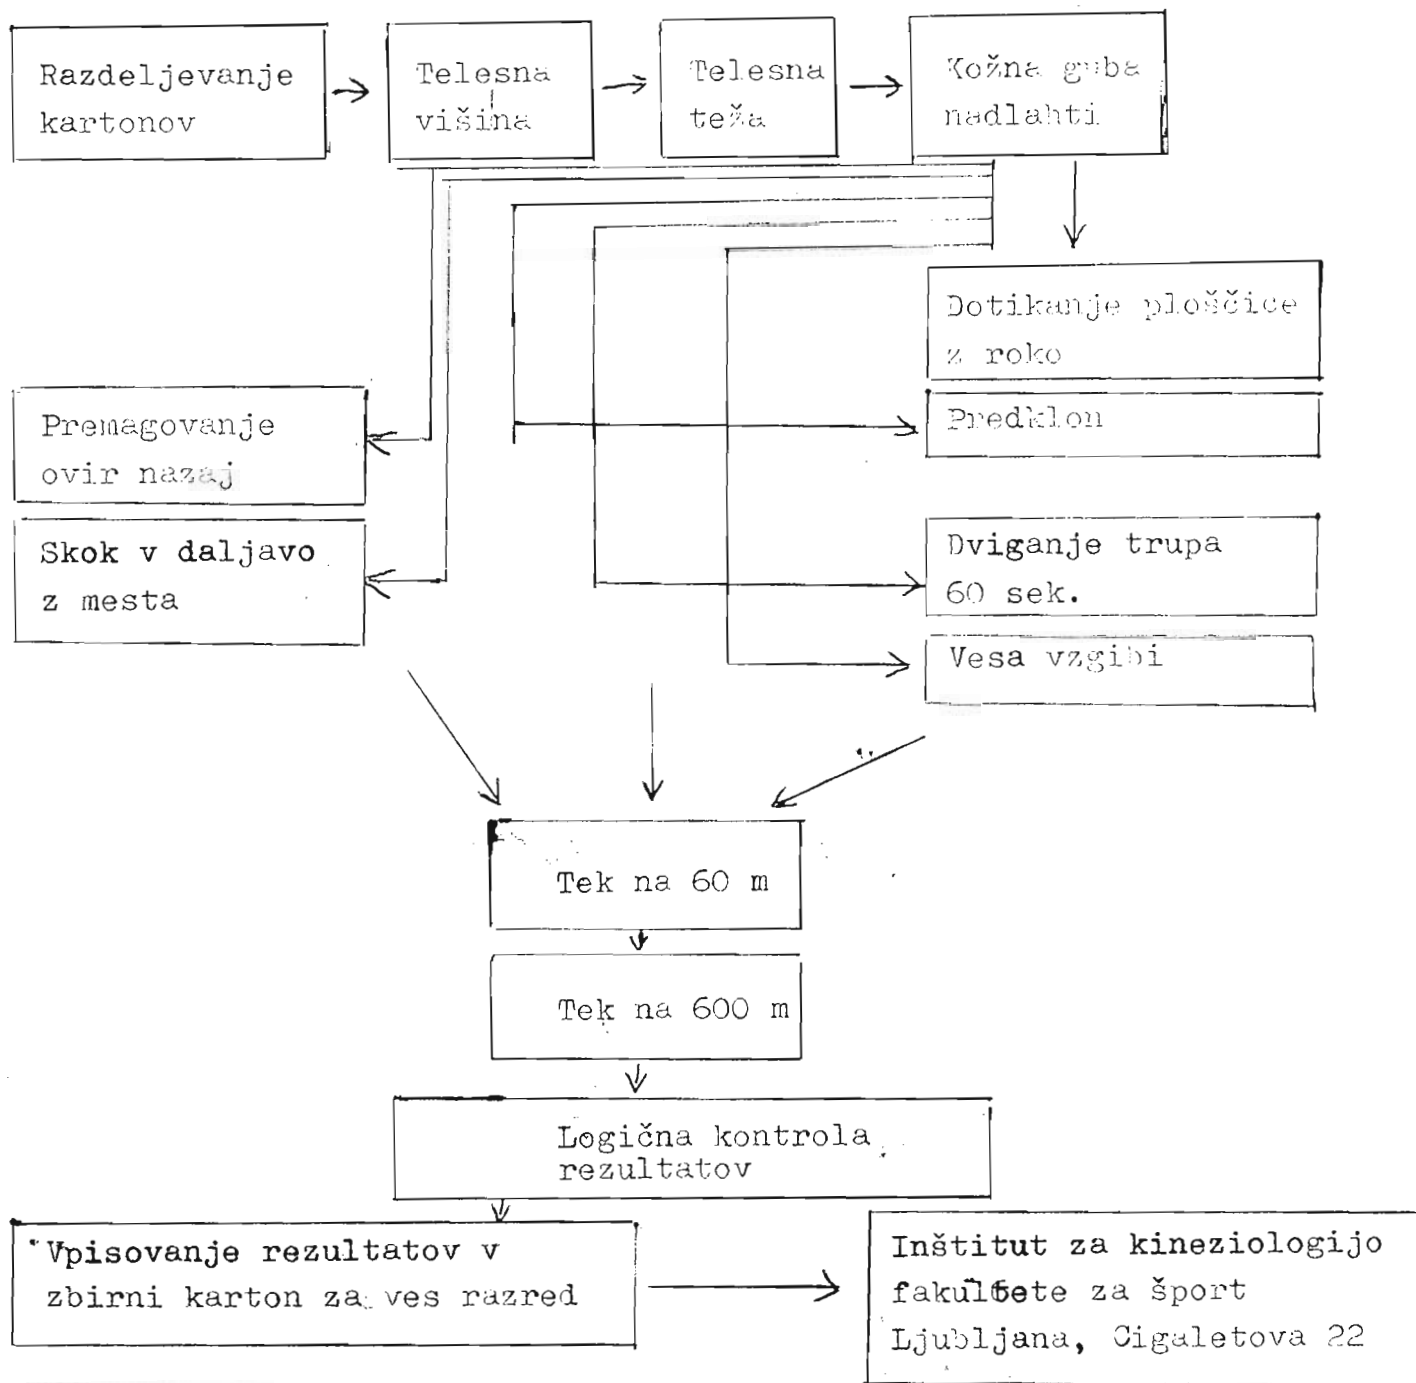 Razdeljevanje
kartonov
Telesna
višina
Telesna
teža
Kožna guba
nadlahti
Dotikanje ploščice
z roko
Predklon
Premagovanje
ovir nazaj
Skok v daljavo
z mesta
Dviganje trupa
60 sek.
Vesa vzgibi
Tek na 60 m
Tek na 600 m
Logična kontrola
rezultatov
Vpisovanje rezultatov v
zbirni karton za ves razred
Inštitut za kineziologijo
fakultete za šport
Ljubljana, Cigaletova 22